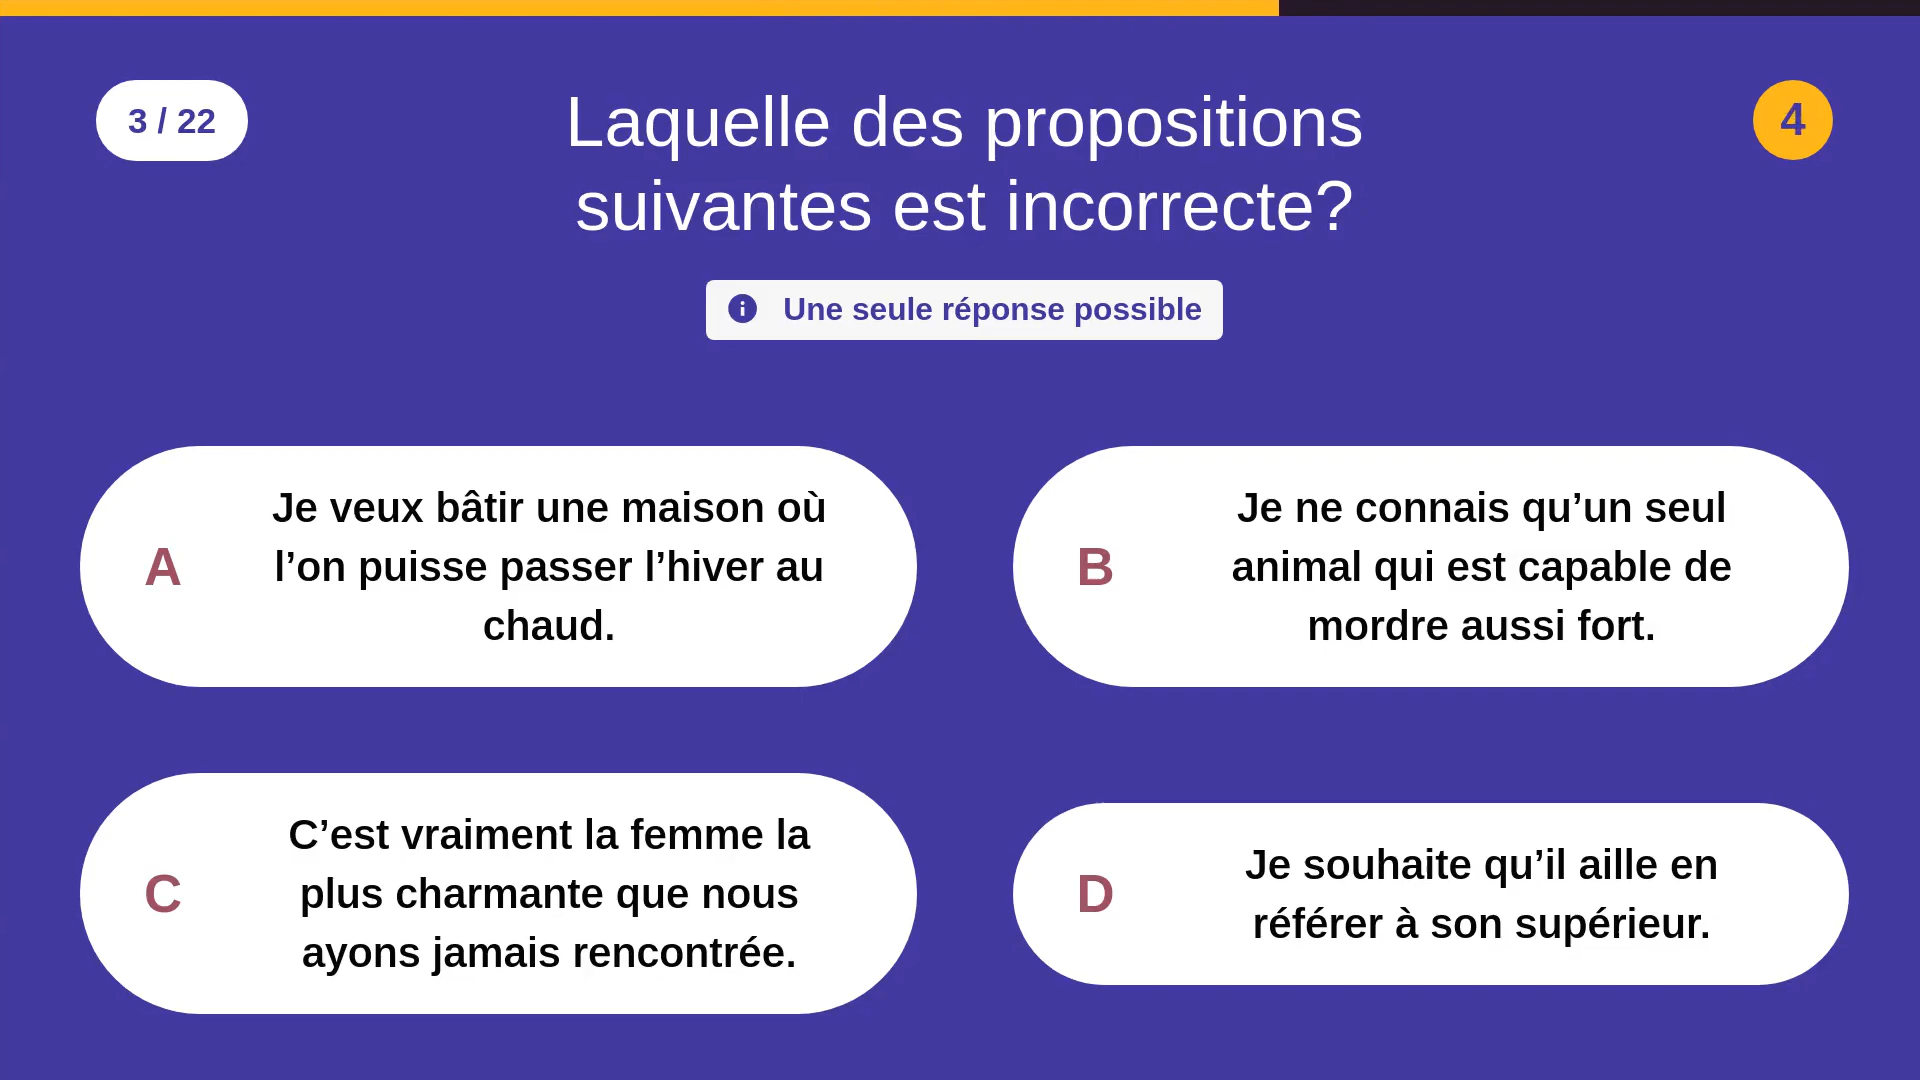 3 / 22
Laquelle des propositions
suivantes est incorrecte?
4
Une seule réponse possible
A
Je veux bâtir une maison où
l’on puisse passer l’hiver au
chaud.
B
Je ne connais qu’un seul
animal qui est capable de
mordre aussi fort.
C
C’est vraiment la femme la
plus charmante que nous
ayons jamais rencontrée.
D
Je souhaite qu’il aille en
référer à son supérieur.